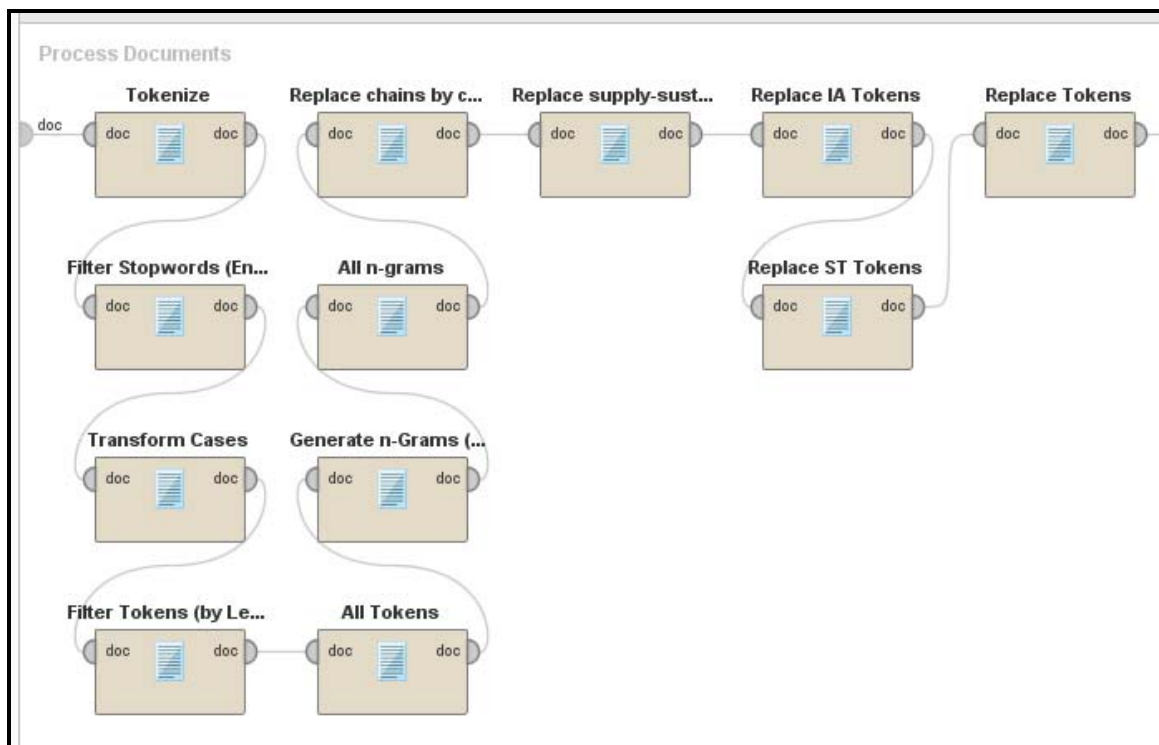 Process Documents
Tokenize Replace chains by c... Replace supply-sust... Replace IA Tokens Replace Tokens
doc doc doc doc doc doc doc doc doc doc doc
Filter Stopwords (En... All n-grams Replace ST Tokens
doc doc doc doc doc doc
Transform Cases Generate n-Grams (...
doc doc doc doc
Filter Tokens (by Le... All Tokens
doc doc doc doc